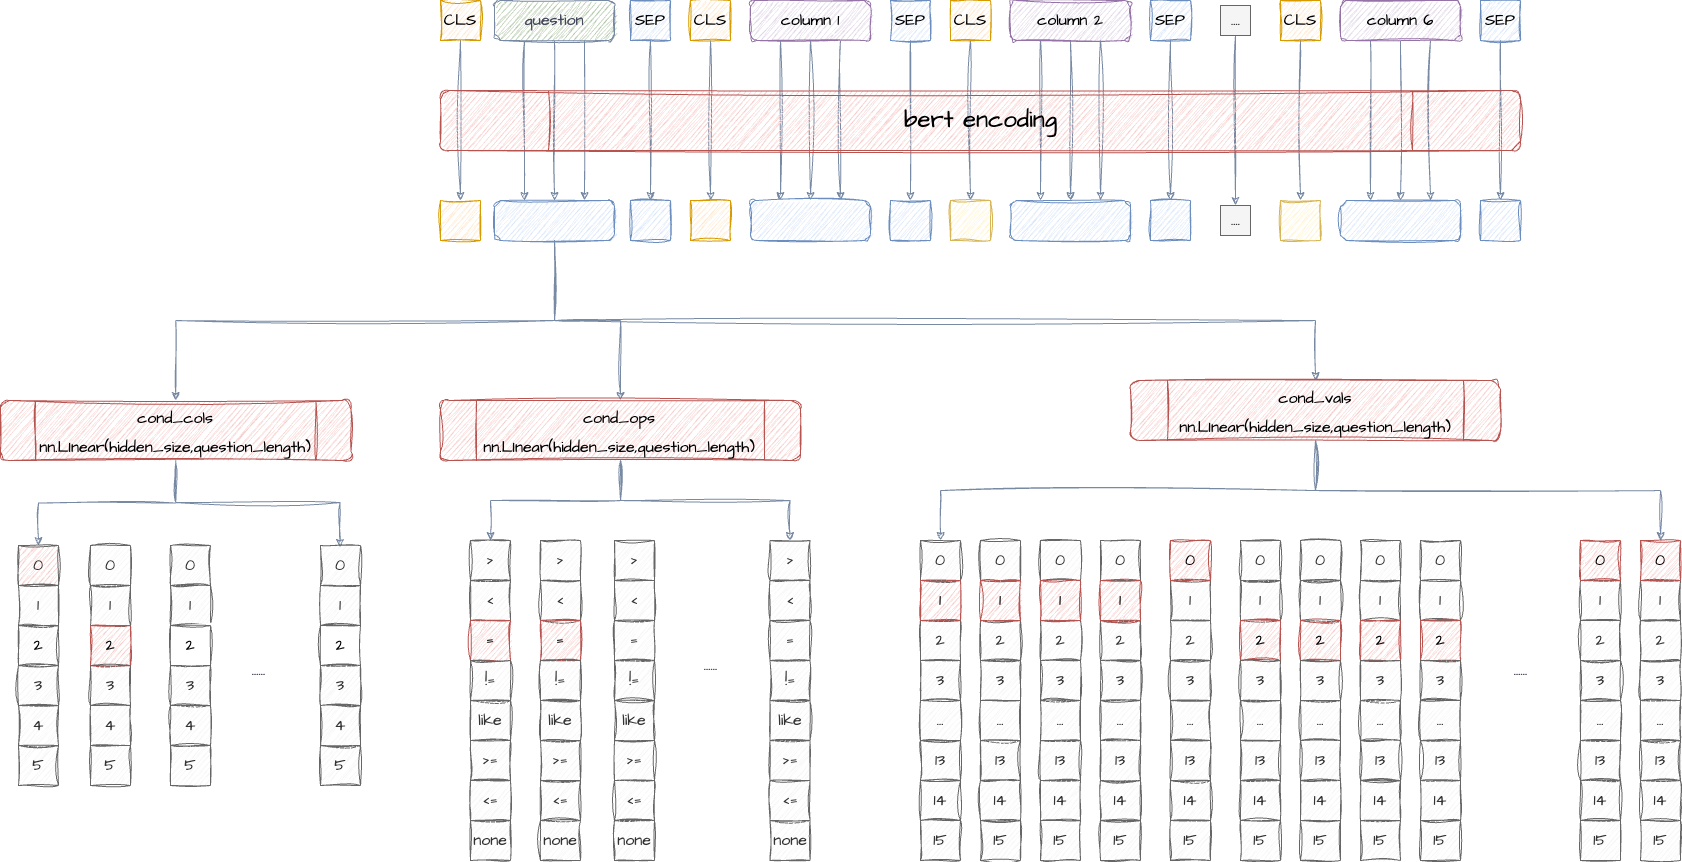 CLS question SEP CLS column 1 SEP CLS column 2 SEP .... CLS column 6 SEP
bert encoding
....
cond_vals
nn.Linear(hidden_size,question_length)
cond_cols cond_ops
nn.Linear(hidden_size,question_length) nn.Linear(hidden_size,question_length)
0 0 0 0
1 1 1 1
2 2 2 2
3 3 3 3
......
4 4 4 4
5 5 5 5
> > > >
< < < <
= = = =
!= != != !=
......
like like like like
>= >= >= >=
<= <= <= <=
none none none none
0 0 0 0 0 0 0 0 0 0 0
1 1 1 1 1 1 1 1 1 1 1
2 2 2 2 2 2 2 2 2 2 2
3 3 3 3 3 3 3 3 3 3 3
......
... ... ... ... ... ... ... ... ... ... ...
13 13 13 13 13 13 13 13 13 13 13
14 14 14 14 14 14 14 14 14 14 14
15 15 15 15 15 15 15 15 15 15 15